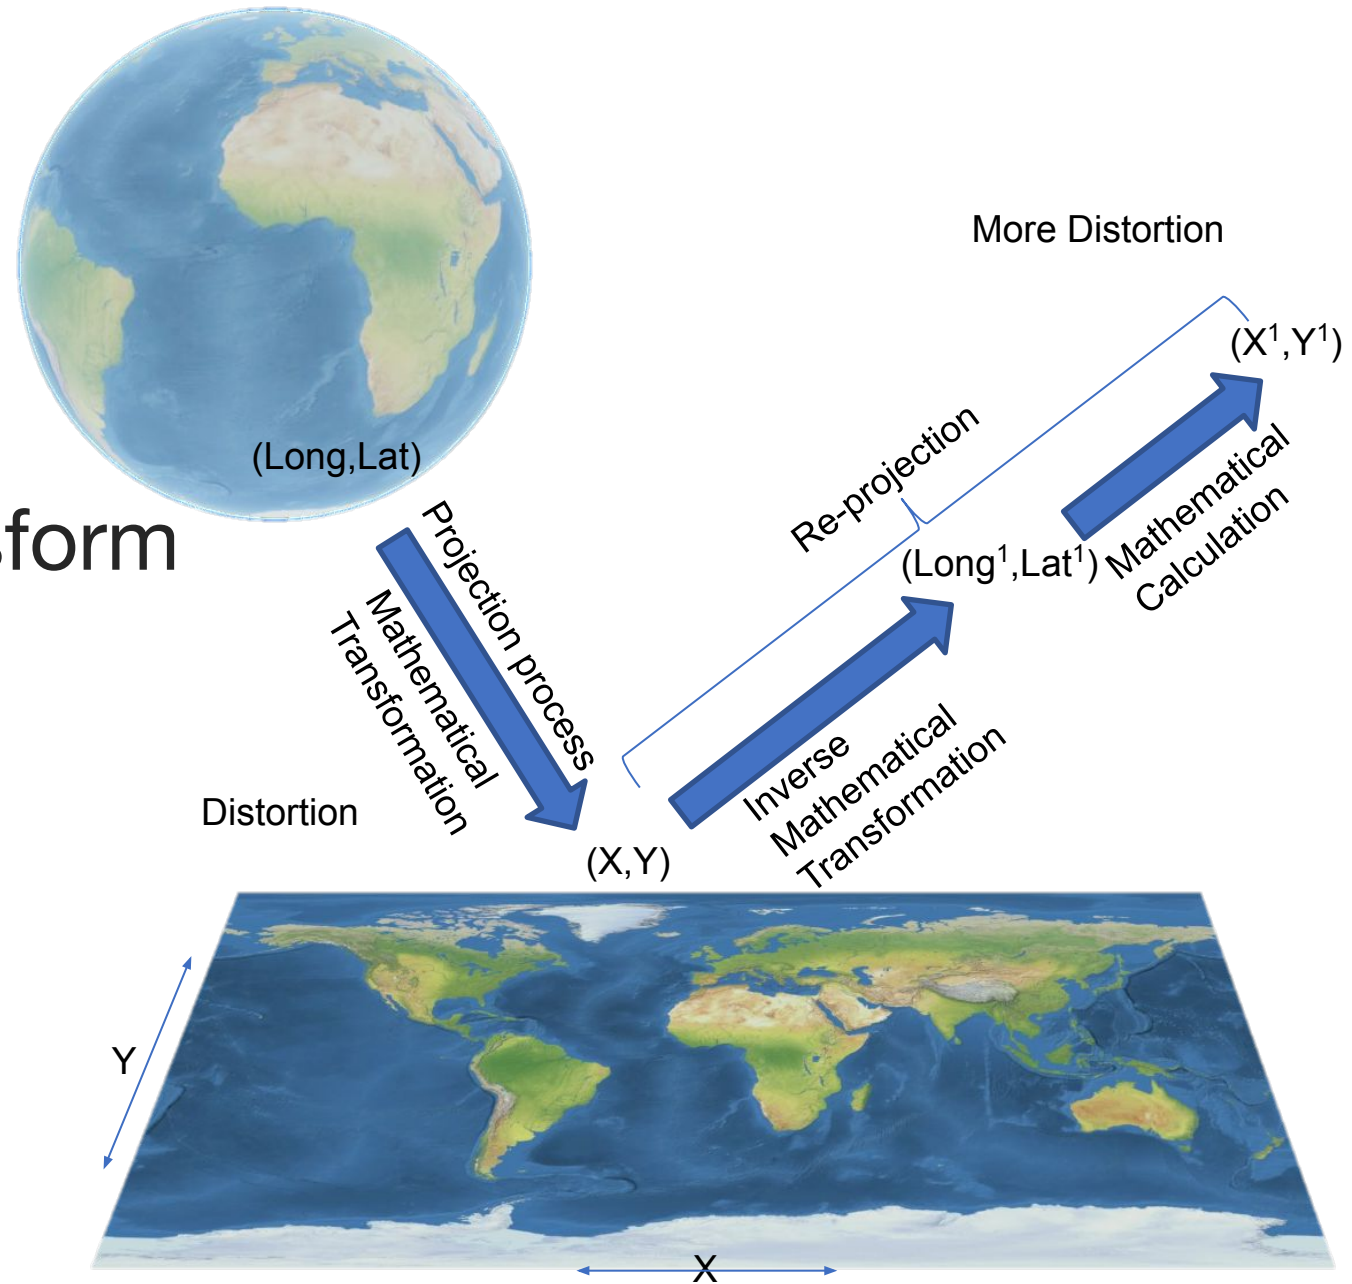 (Long,Lat)
sform
Projection process
Mathematical
Transformation
Distortion
(X,Y)
Inverse
Mathematical
Transformation
Re-projection
(Long¹,Lat¹)
Mathematical
Calculation
(X¹,Y¹)
More Distortion
Y
X